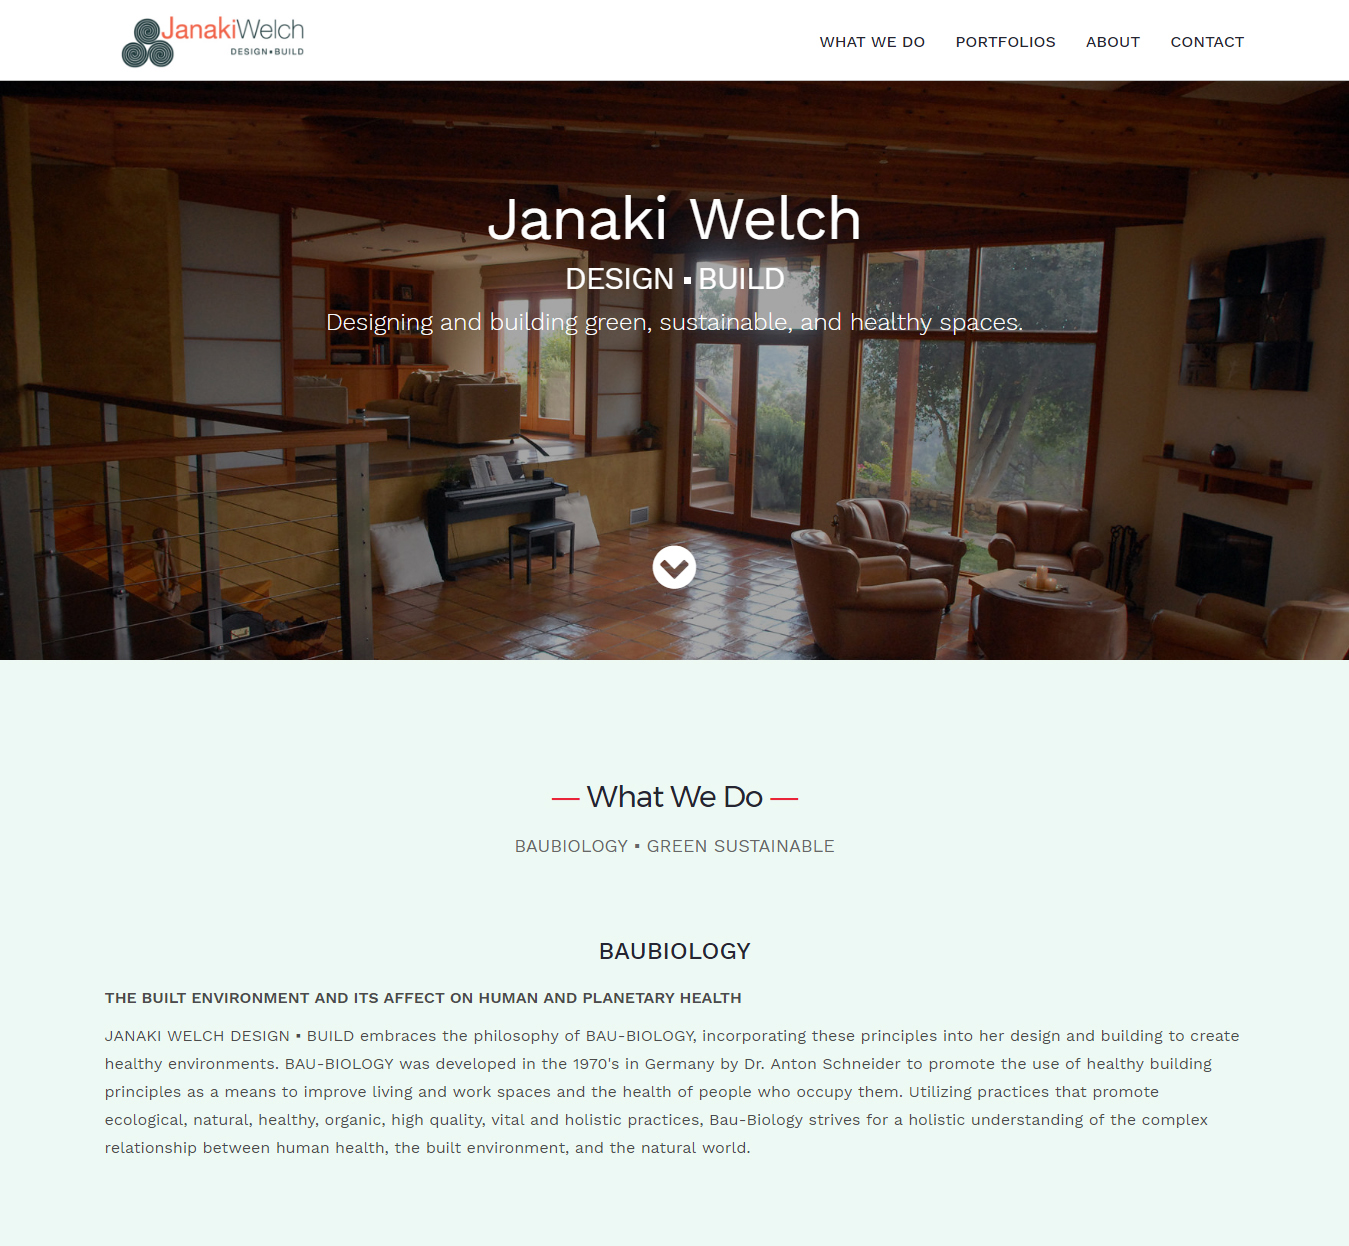 JanakiWelch
DESIGN▪BUILD
WHAT WE DO PORTFOLIOS ABOUT CONTACT
Janaki Welch
DESIGN ▪ BUILD
Designing and building green, sustainable, and healthy spaces.
— What We Do —
BAUBIOLOGY ▪ GREEN SUSTAINABLE
BAUBIOLOGY
THE BUILT ENVIRONMENT AND ITS AFFECT ON HUMAN AND PLANETARY HEALTH
JANAKI WELCH DESIGN ▪ BUILD embraces the philosophy of BAU-BIOLOGY, incorporating these principles into her design and building to create
healthy environments. BAU-BIOLOGY was developed in the 1970's in Germany by Dr. Anton Schneider to promote the use of healthy building
principles as a means to improve living and work spaces and the health of people who occupy them. Utilizing practices that promote
ecological, natural, healthy, organic, high quality, vital and holistic practices, Bau-Biology strives for a holistic understanding of the complex
relationship between human health, the built environment, and the natural world.